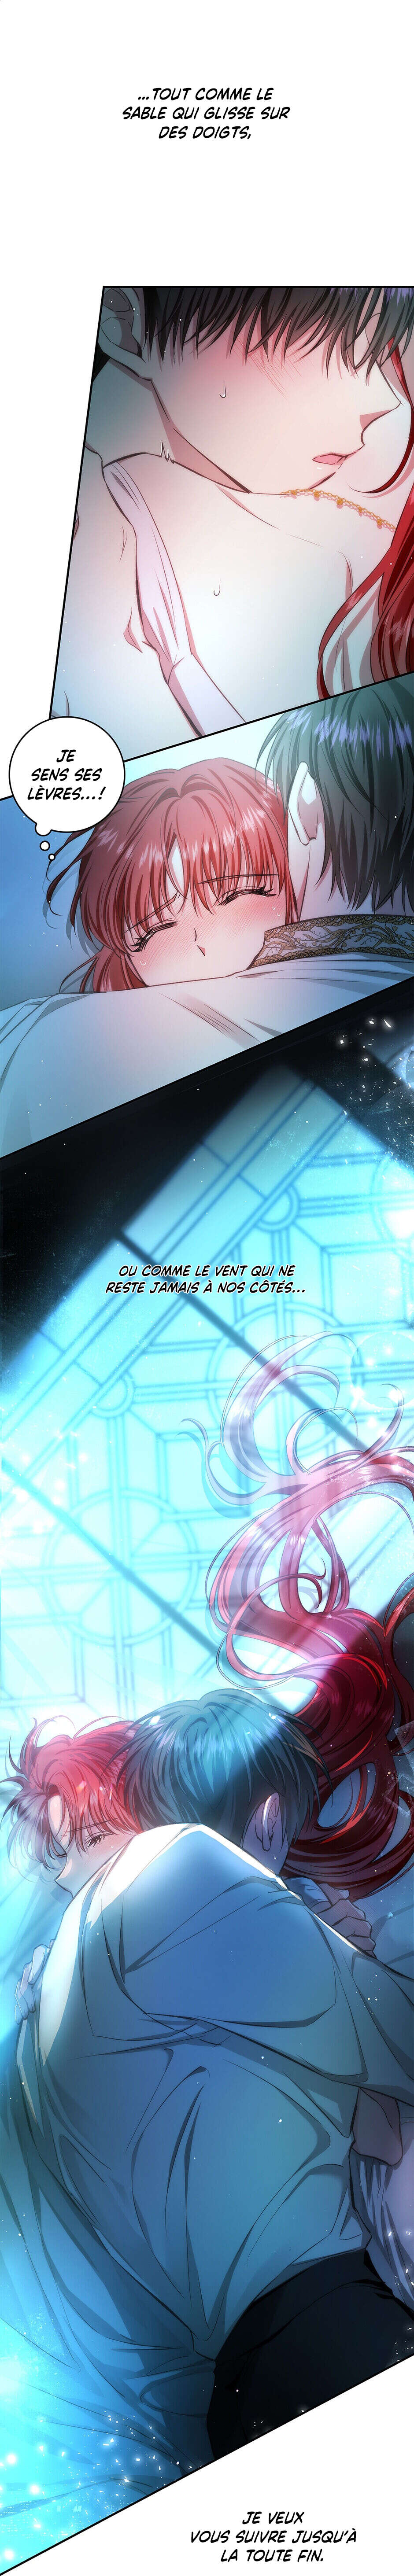 ...TOUT COMME LE
SABLE QUI GLISSE SUR
DES DOIGTS,
JE
SENS SES
LÈVRES...!
OU COMME LE VENT QUI NE
RESTE JAMAIS À NOS CÔTÉS...
JE VEUX
VOUS SUIVRE JUSQU'À
LA TOUTE FIN.